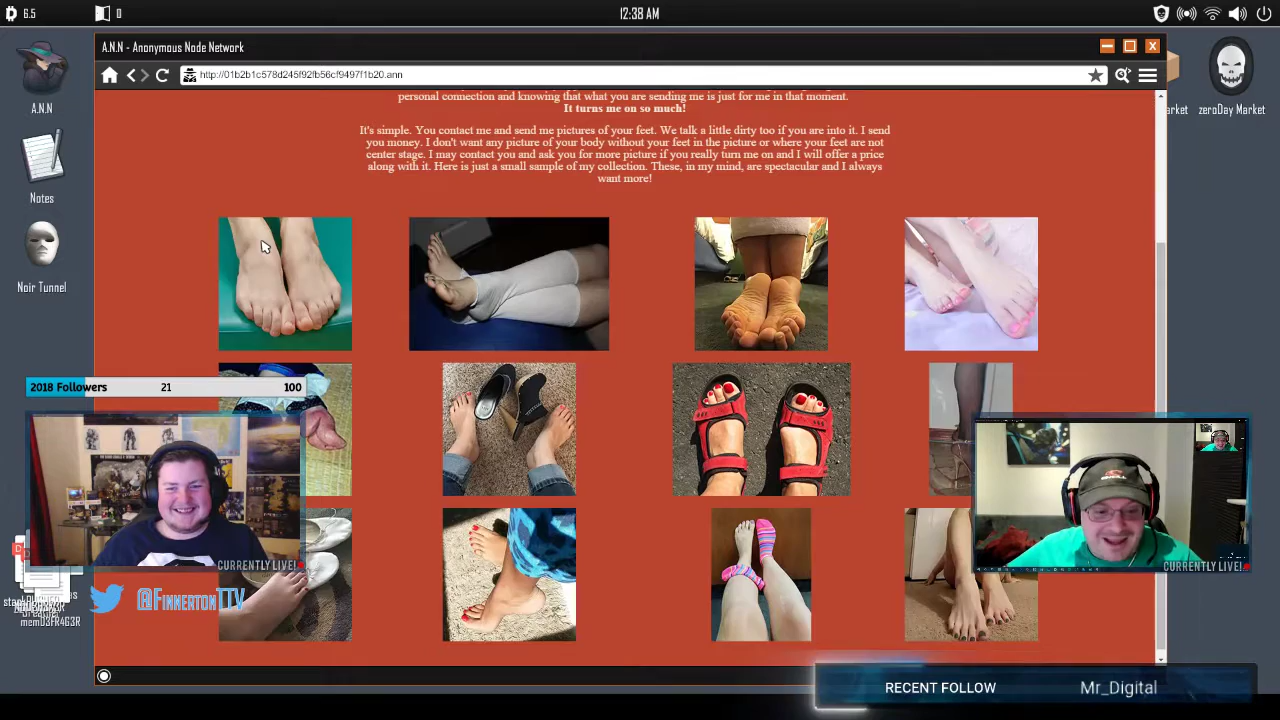 6.5
0
12:38 AM
A.N.N - Anonymous Node Network
http://01b2b1c578d245f92fb56cf9497f1b20.ann
A.N.N
Notes
Noir Tunnel
zeroDay Market
personal connection and knowing that what you are sending me is just for me in that moment.
It turns me on so much!
It's simple. You contact me and send me pictures of your feet. We talk a little dirty too if you are into it. I send
you money. I don't want any picture of your body without your feet in the picture or where your feet are not
center stage. I may contact you and ask you for more picture if you really turn me on and I will offer a price
along with it. Here is just a small sample of my collection. These, in my mind, are spectacular and I always
want more!
2018 Followers 21 100
CURRENTLY LIVE!
CURRENTLY LIVE!
@FinnertonTTV
RECENT FOLLOW Mr_Digital